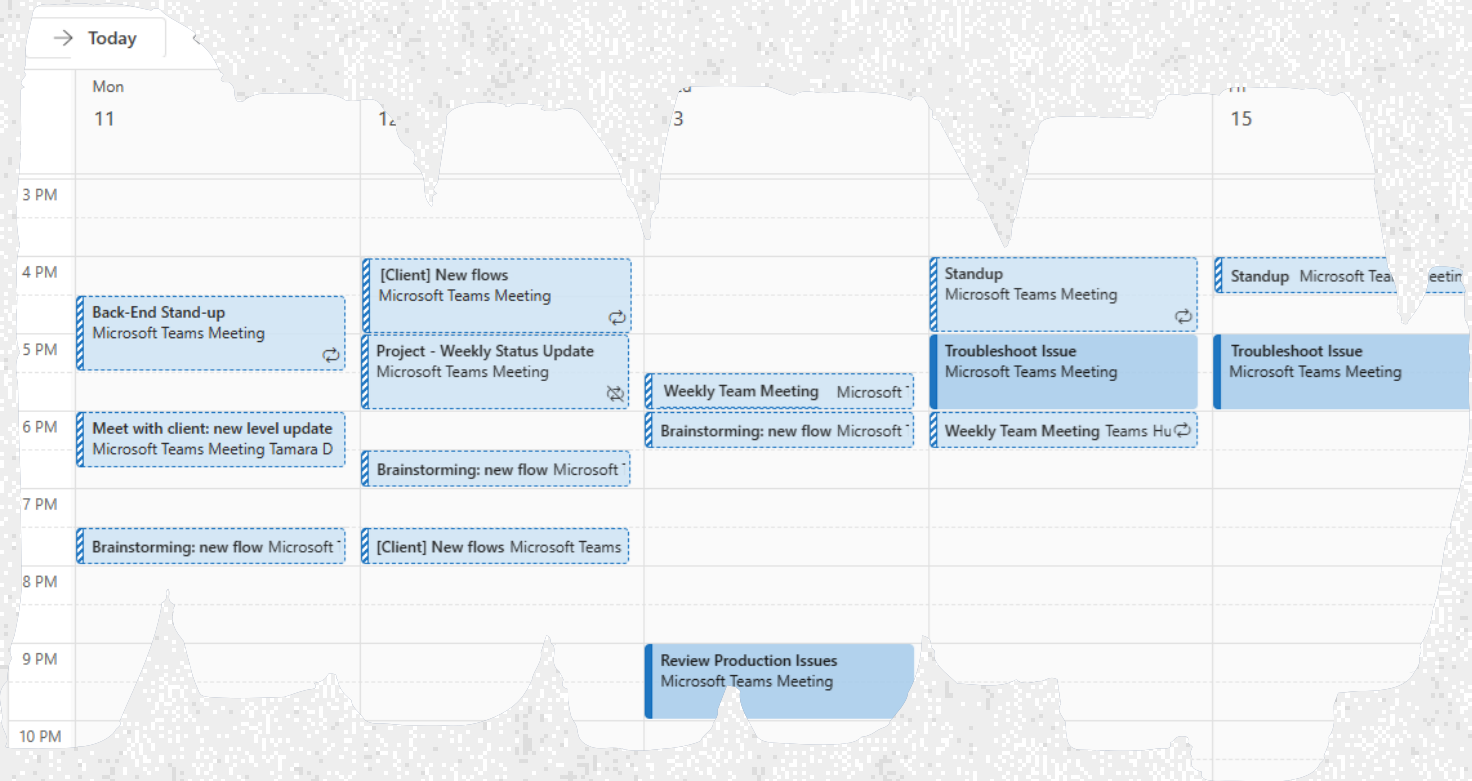 Today
Mon
11
3
15
3 PM
4 PM
5 PM
6 PM
7 PM
8 PM
9 PM
10 PM
Back-End Stand-up
Microsoft Teams Meeting
Meet with client: new level update
Microsoft Teams Meeting Tamara D
Brainstorming: new flow Microsoft
[Client] New flows
Microsoft Teams Meeting
Project - Weekly Status Update
Microsoft Teams Meeting
Brainstorming: new flow Microsoft
[Client] New flows Microsoft Teams
Weekly Team Meeting Microsoft
Brainstorming: new flow Microsoft
Review Production Issues
Microsoft Teams Meeting
Standup
Microsoft Teams Meeting
Troubleshoot Issue
Microsoft Teams Meeting
Weekly Team Meeting Teams Hu
Standup Microsoft
Troubleshoot Issue
Microsoft Teams Meeting